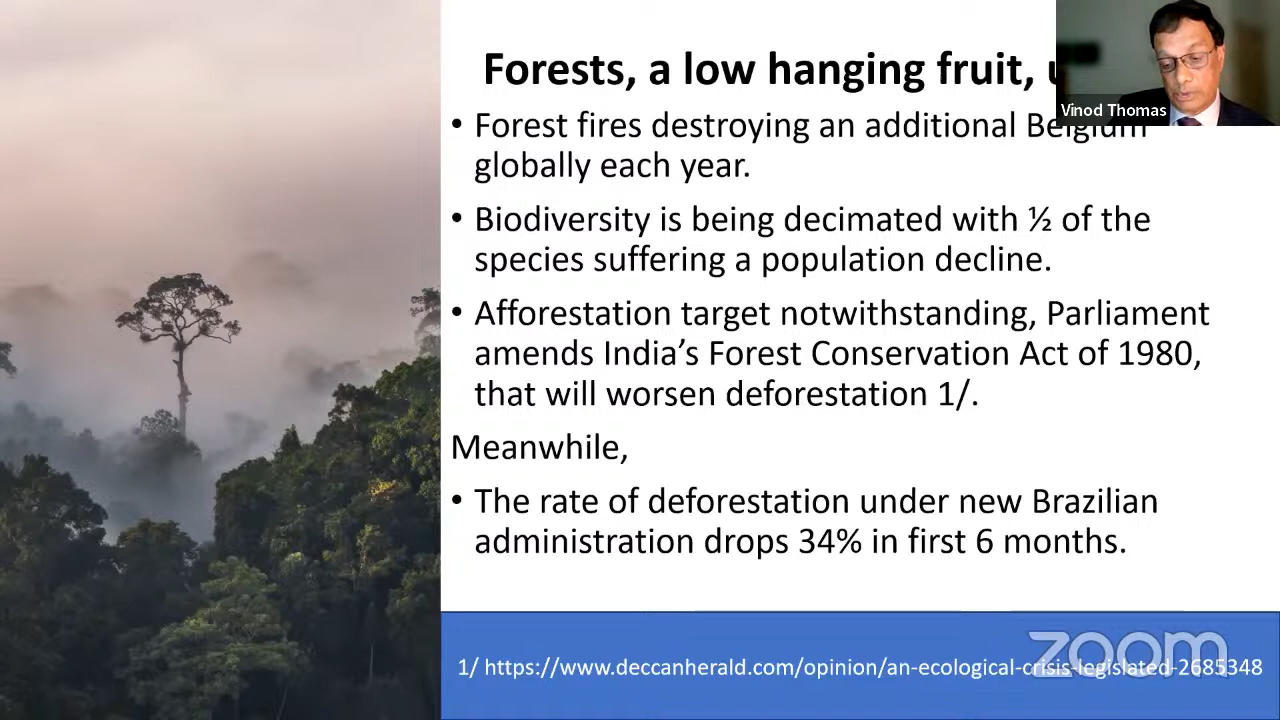 Forests, a low hanging fruit,
Vinod Thomas
• Forest fires destroying an additional Belgium
globally each year.
• Biodiversity is being decimated with ½ of the
species suffering a population decline.
• Afforestation target notwithstanding, Parliament
amends India’s Forest Conservation Act of 1980,
that will worsen deforestation 1/.
Meanwhile,
• The rate of deforestation under new Brazilian
administration drops 34% in first 6 months.
zoom
1/ https://www.deccanherald.com/opinion/an-ecological-crisis-legislated-2685348